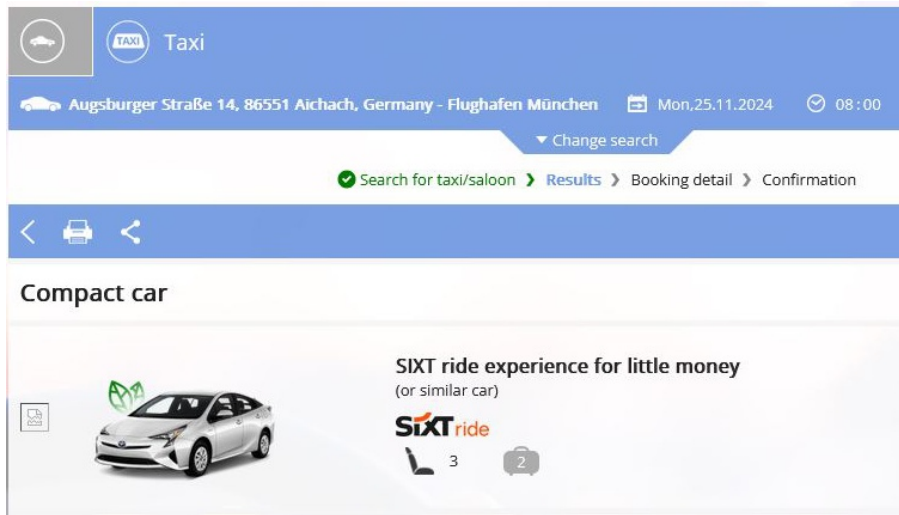 TAXI Taxi
Augsburger Straße 14, 86551 Aichach, Germany - Flughafen München Mon,25.11.2024 08:00
Change search
Search for taxi/saloon Results Booking detail Confirmation
Compact car
SIXT ride experience for little money
(or similar car)
SIXT ride
3 2